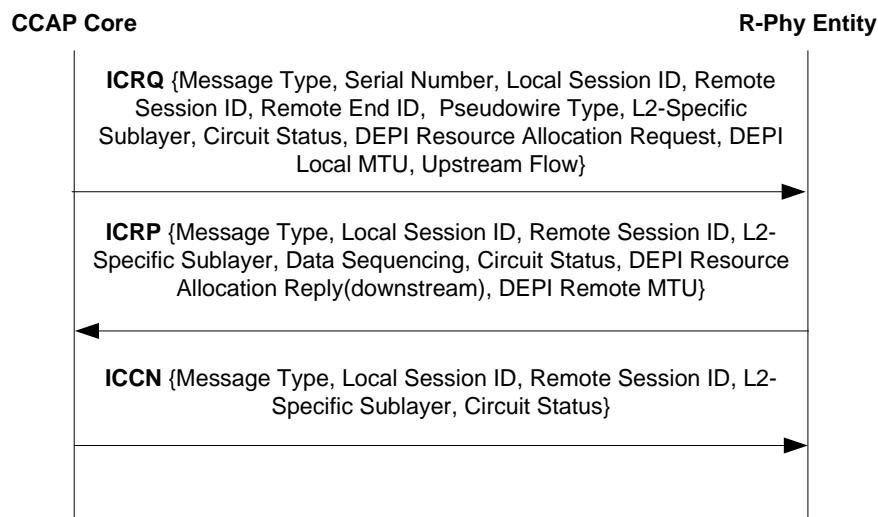 CCAP Core
R-Phy Entity
ICRQ {Message Type, Serial Number, Local Session ID, Remote
Session ID, Remote End ID,  Pseudowire Type, L2-Specific
Sublayer, Circuit Status, DEPI Resource Allocation Request, DEPI
Local MTU, Upstream Flow}
ICRP {Message Type, Local Session ID, Remote Session ID, L2-
Specific Sublayer, Data Sequencing, Circuit Status, DEPI Resource
Allocation Reply(downstream), DEPI Remote MTU}
ICCN {Message Type, Local Session ID, Remote Session ID, L2-
Specific Sublayer, Circuit Status}